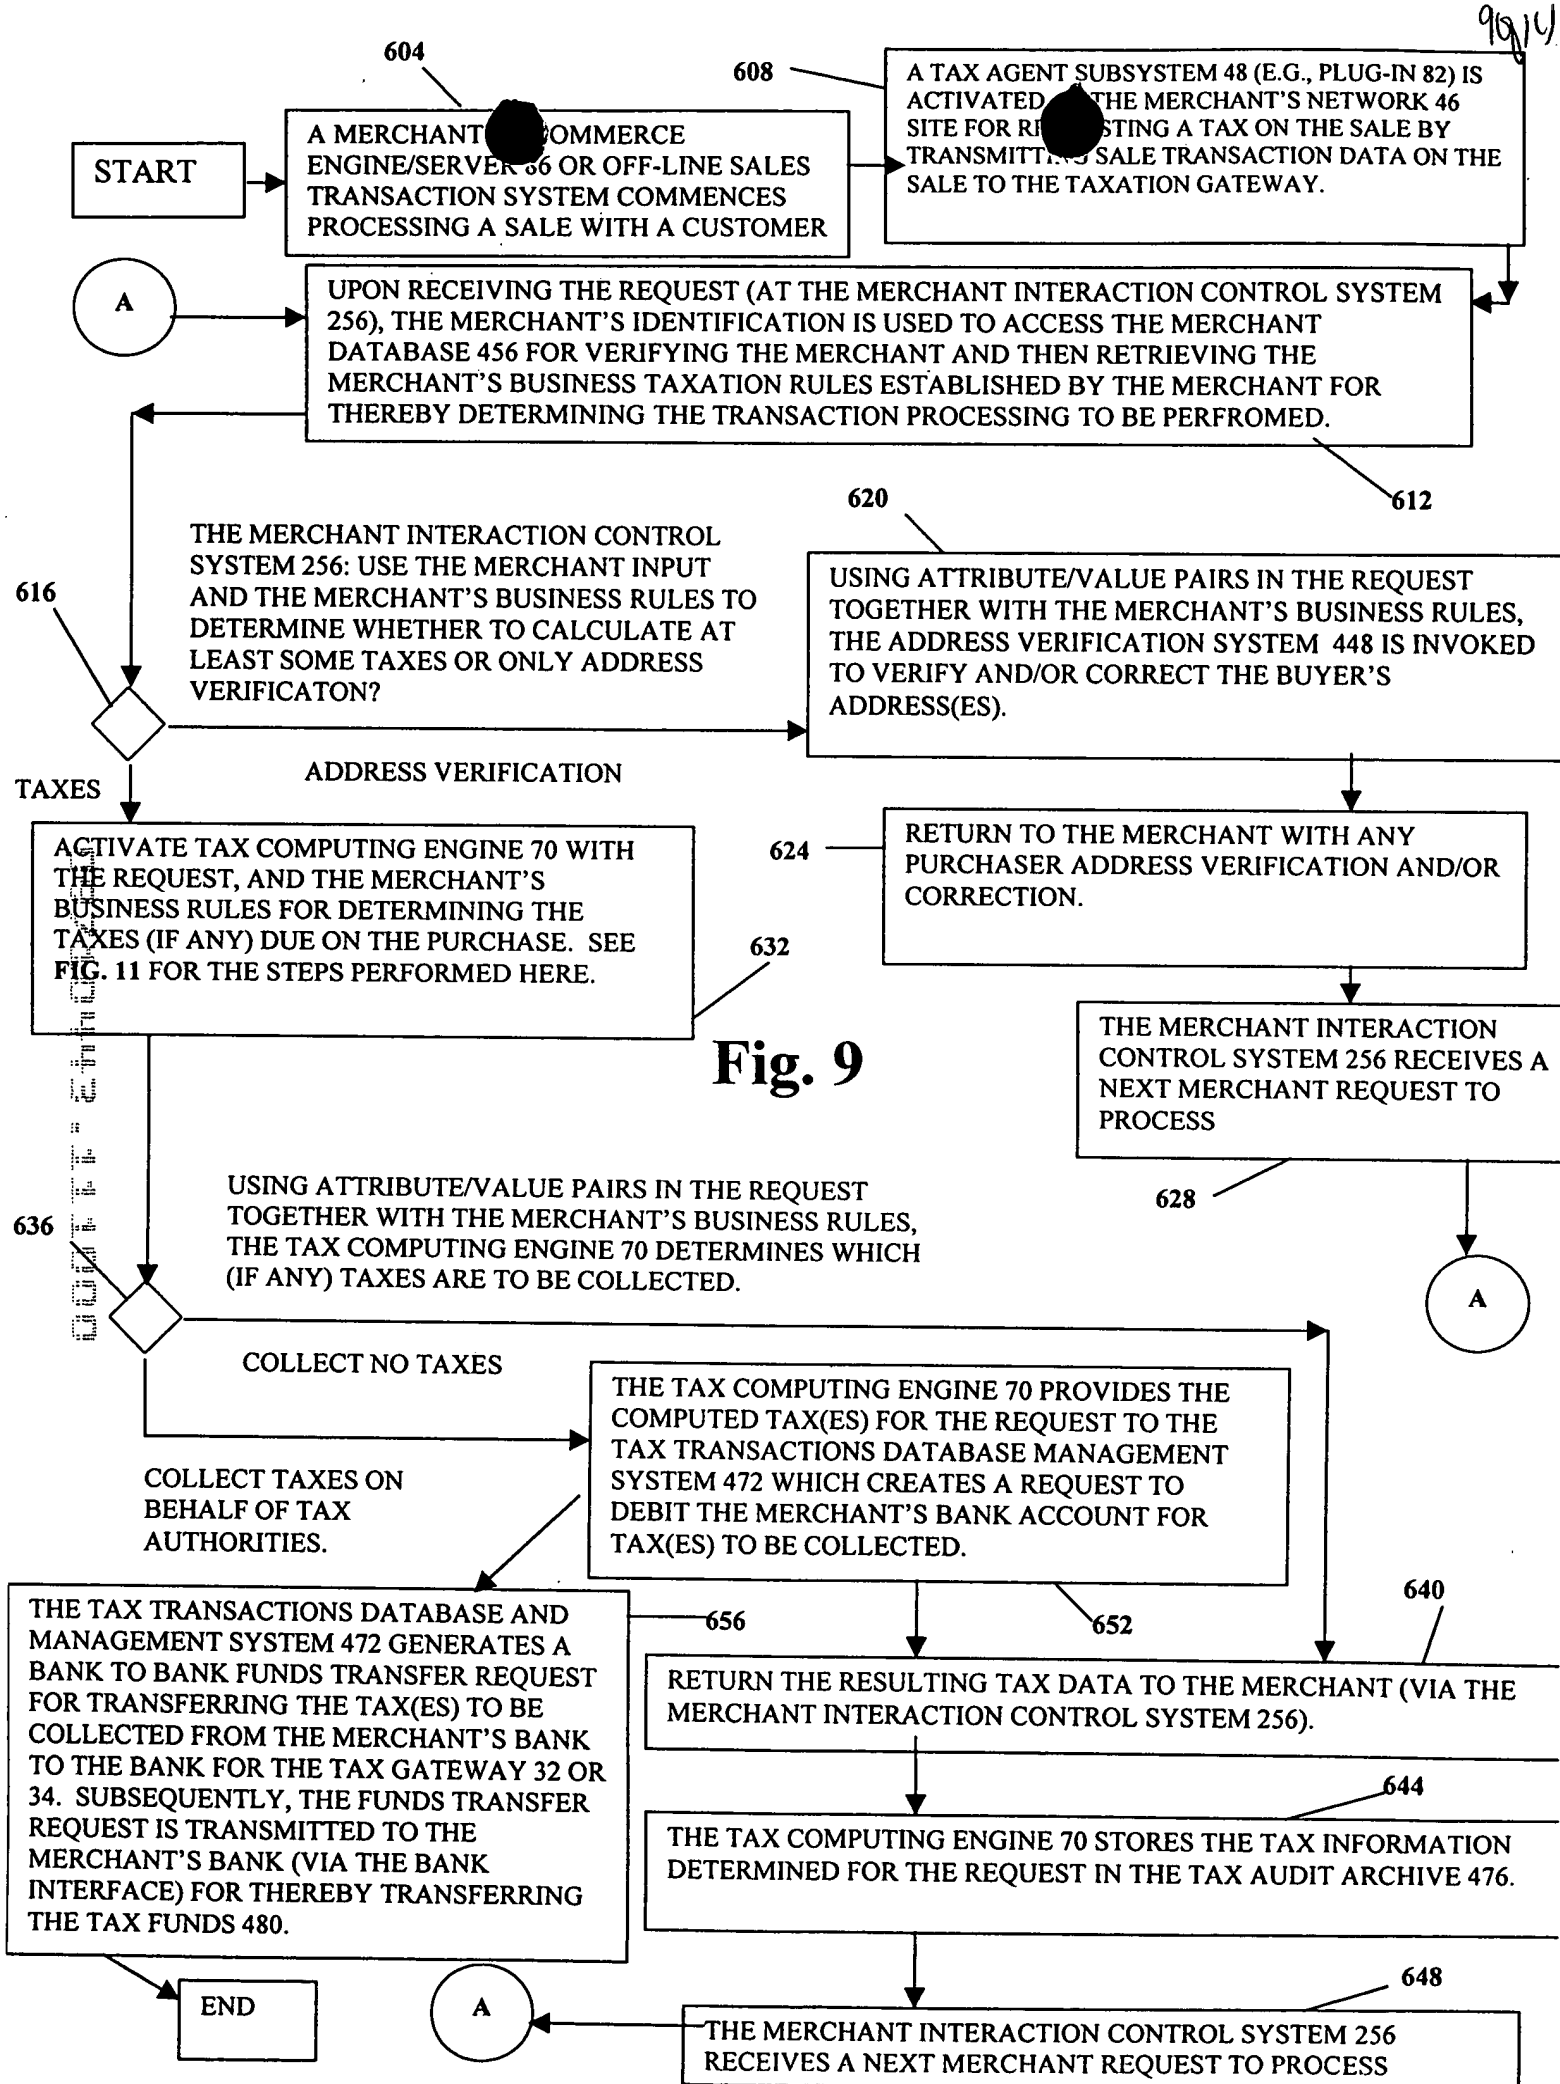 604
608
START
A MERCHANT OMMERCE
ENGINE/SERVER 66 OR OFF-LINE SALES
TRANSACTION SYSTEM COMMENCES
PROCESSING A SALE WITH A CUSTOMER
A TAX AGENT SUBSYSTEM 48 (E.G., PLUG-IN 82) IS
ACTIVATED THE MERCHANT'S NETWORK 46
SITE FOR STING A TAX ON THE SALE BY
SALE TRANSACTION DATA ON THE
SALE TO THE TAXATION GATEWAY.
A
UPON RECEIVING THE REQUEST (AT THE MERCHANT INTERACTION CONTROL SYSTEM
256), THE MERCHANT'S IDENTIFICATION IS USED TO ACCESS THE MERCHANT
DATABASE 456 FOR VERIFYING THE MERCHANT AND THEN RETRIEVING THE
MERCHANT'S BUSINESS TAXATION RULES ESTABLISHED BY THE MERCHANT FOR
THEREBY DETERMINING THE TRANSACTION PROCESSING TO BE PERFROMED.
612
616
THE MERCHANT INTERACTION CONTROL
SYSTEM 256: USE THE MERCHANT INPUT
AND THE MERCHANT'S BUSINESS RULES TO
DETERMINE WHETHER TO CALCULATE AT
LEAST SOME TAXES OR ONLY ADDRESS
VERIFICATON?
620
USING ATTRIBUTE/VALUE PAIRS IN THE REQUEST
TOGETHER WITH THE MERCHANT'S BUSINESS RULES,
THE ADDRESS VERIFICATION SYSTEM 448 IS INVOKED
TO VERIFY AND/OR CORRECT THE BUYER'S
ADDRESS(ES).
TAXES
ADDRESS VERIFICATION
ACTIVATE TAX COMPUTING ENGINE 70 WITH
THE REQUEST, AND THE MERCHANT'S
BUSINESS RULES FOR DETERMINING THE
TAXES (IF ANY) DUE ON THE PURCHASE. SEE
FIG. 11 FOR THE STEPS PERFORMED HERE.
632
624
RETURN TO THE MERCHANT WITH ANY
PURCHASER ADDRESS VERIFICATION AND/OR
CORRECTION.
Fig. 9
THE MERCHANT INTERACTION
CONTROL SYSTEM 256 RECEIVES A
NEXT MERCHANT REQUEST TO
PROCESS
628
A
636
USING ATTRIBUTE/VALUE PAIRS IN THE REQUEST
TOGETHER WITH THE MERCHANT'S BUSINESS RULES,
THE TAX COMPUTING ENGINE 70 DETERMINES WHICH
(IF ANY) TAXES ARE TO BE COLLECTED.
COLLECT NO TAXES
COLLECT TAXES ON
BEHALF OF TAX
AUTHORITIES.
THE TAX COMPUTING ENGINE 70 PROVIDES THE
COMPUTED TAX(ES) FOR THE REQUEST TO THE
TAX TRANSACTIONS DATABASE MANAGEMENT
SYSTEM 472 WHICH CREATES A REQUEST TO
DEBIT THE MERCHANT'S BANK ACCOUNT FOR
TAX(ES) TO BE COLLECTED.
652
656
THE TAX TRANSACTIONS DATABASE AND
MANAGEMENT SYSTEM 472 GENERATES A
BANK TO BANK FUNDS TRANSFER REQUEST
FOR TRANSFERRING THE TAX(ES) TO BE
COLLECTED FROM THE MERCHANT'S BANK
TO THE BANK FOR THE TAX GATEWAY 32 OR
34. SUBSEQUENTLY, THE FUNDS TRANSFER
REQUEST IS TRANSMITTED TO THE
MERCHANT'S BANK (VIA THE BANK
INTERFACE) FOR THEREBY TRANSFERRING
THE TAX FUNDS 480.
640
RETURN THE RESULTING TAX DATA TO THE MERCHANT (VIA THE
MERCHANT INTERACTION CONTROL SYSTEM 256).
644
THE TAX COMPUTING ENGINE 70 STORES THE TAX INFORMATION
DETERMINED FOR THE REQUEST IN THE TAX AUDIT ARCHIVE 476.
END
A
648
THE MERCHANT INTERACTION CONTROL SYSTEM 256
RECEIVES A NEXT MERCHANT REQUEST TO PROCESS